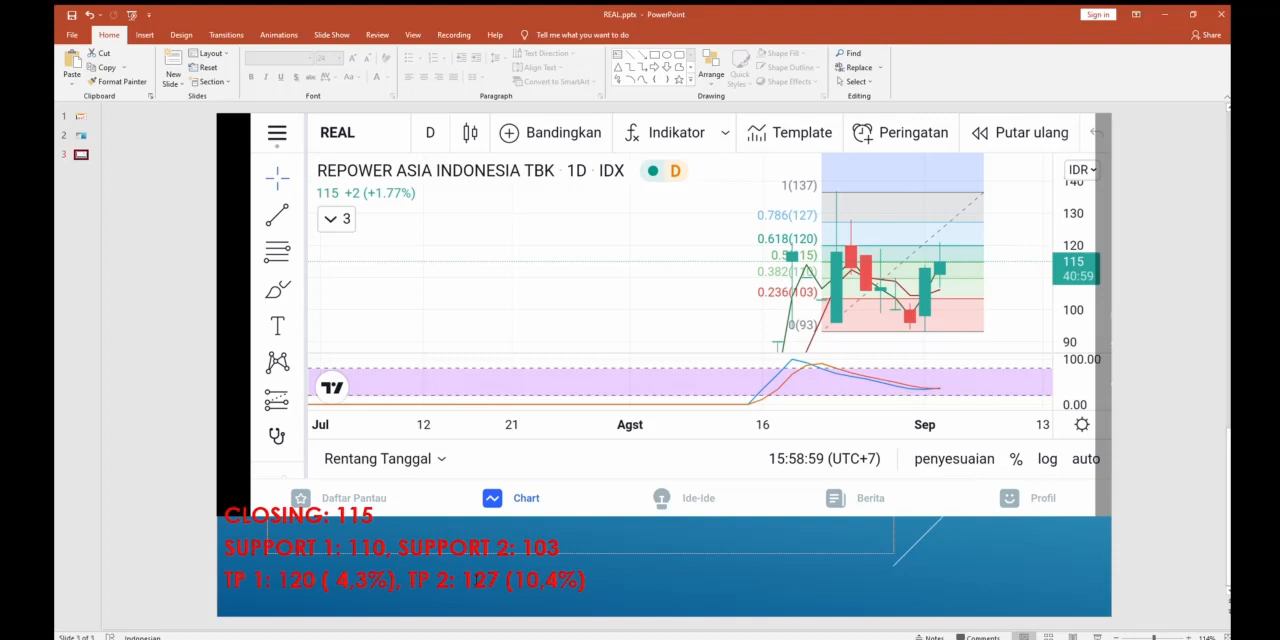 REAL.pptx - PowerPoint
Sign in
File Home Insert Design Transitions Animations Slide Show Review View Recording Help Tell me what you want to do
Share
Paste
Cut
Copy
Format Painter
Clipboard
New Slide
Layout
Reset
Section
Slides
24
Font
Text Direction
Align Text
Convert to SmartArt
Paragraph
Arrange
Quick Styles
Shape Fill
Shape Outline
Shape Effects
Drawing
Find
Replace
Select
Editing
1
2
3
REAL D Bandingkan Indikator Template Peringatan Putar ulang
REPOWER ASIA INDONESIA TBK · 1D · IDX D
115 +2 (+1.77%)
3
IDR
1(137)
0.786(127)
0.618(120)
0.382(110)
0.236(103)
0(93)
140
130
120
115
40:59
100
90
100.00
0.00
Jul 12 21 Agst 16 Sep 13
Rentang Tanggal 15:58:59 (UTC+7) penyesuaian % log auto
Daftar Pantau Chart Ide-Ide Berita Profil
CLOSING: 115
SUPPORT 1: 110, SUPPORT 2: 103
TP 1: 120 ( 4,3%), TP 2: 127 (10,4%)
Slide 3 of 3 Indonesian Notes Comments 114%